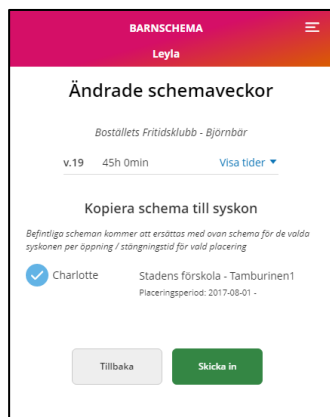 BARNSCHEMA
Leyla
Ändrade schemaveckor
Boställets Fritidsklubb - Björnbär
v.19 45h 0min Visa tider
Kopiera schema till syskon
Befintliga scheman kommer att ersättas med ovan schema för de valda
syskonen per öppning / stängningstid för vald placering
Charlotte Stadens förskola - Tamburinen1
Placeringsperiod: 2017-08-01 -
Tillbaka Skicka in